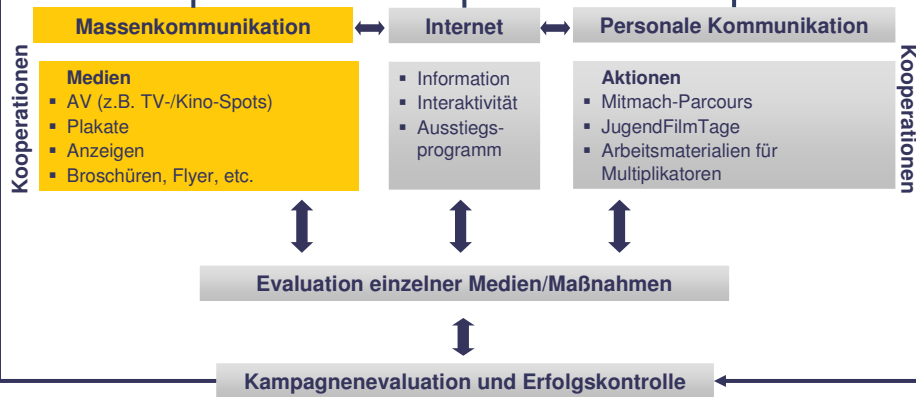 Massenkommunikation
Internet
Personale Kommunikation
Kooperationen
Medien
▪ AV (z.B. TV-/Kino-Spots)
▪ Plakate
▪ Anzeigen
▪ Broschüren, Flyer, etc.
▪ Information
▪ Interaktivität
▪ Ausstiegs-
programm
Aktionen
▪ Mitmach-Parcours
▪ JugendFilmTage
▪ Arbeitsmaterialien für
Multiplikatoren
Kooperationen
Evaluation einzelner Medien/Maßnahmen
Kampagnenevaluation und Erfolgskontrolle